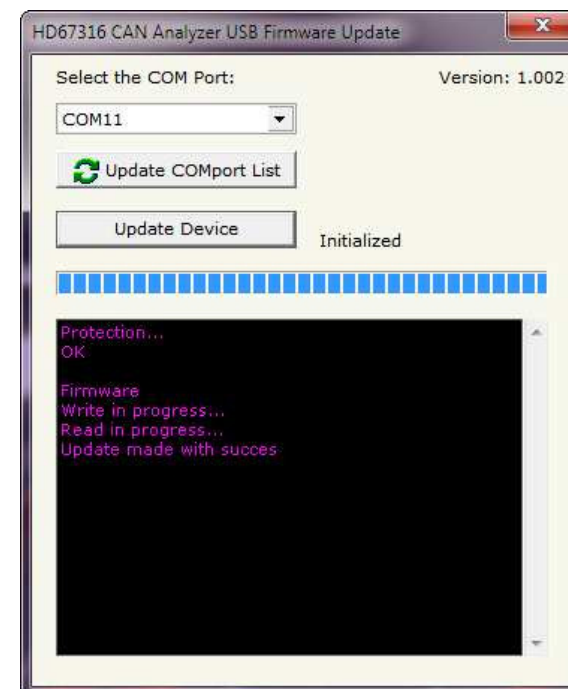 HD67316 CAN Analyzer USB Firmware Update
Select the COM Port:
Version: 1.002
COM11
Update COMport List
Update Device
Initialized
Protection...
OK
Firmware
Write in progress...
Read in progress...
Update made with succes